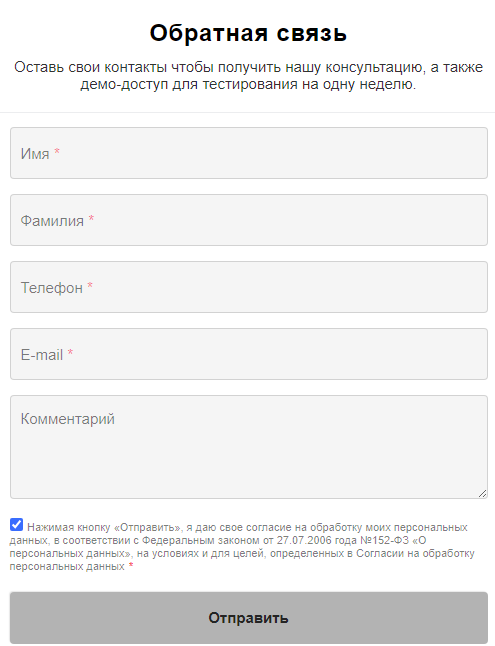 Обратная связь
Оставь свои контакты чтобы получить нашу консультацию, а также
демо-доступ для тестирования на одну неделю.
Имя *
Фамилия *
Телефон *
E-mail *
Комментарий
Нажимая кнопку «Отправить», я даю свое согласие на обработку моих персональных
данных, в соответствии с Федеральным законом от 27.07.2006 года №152-ФЗ «О
персональных данных», на условиях и для целей, определенных в Согласии на обработку
персональных данных *
Отправить